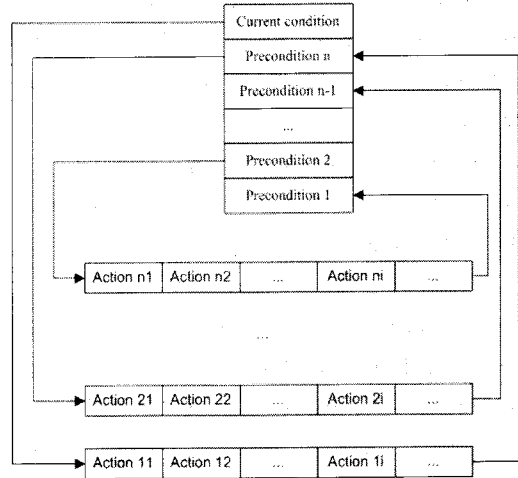 Current condition
Precondition n
Precondition n-1
...
Precondition 2
Precondition 1
Action n1 Action n2 ... Action ni ...
...
Action 21 Action 22 ... Action 2i ...
Action 11 Action 12 ... Action 1i ...